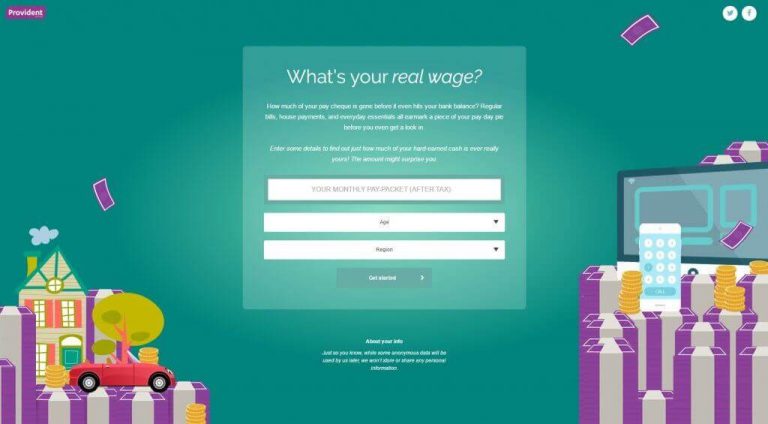 Provident
What's your real wage?
How much of your pay cheque is gone before it even hits your bank balance? Regular
bills, house payments, and everyday essentials all earmark a piece of your pay day pie
before you even get a look in.
Enter some details to find out just how much of your hard-earned cash is ever really
yours! The amount might surprise you.
YOUR MONTHLY PAY-PACKET (AFTER TAX)
Age
Region
Get started
CALL
About your info
Just so you know, while some anonymous data will be
used by us later, we won't store or share any personal
information.